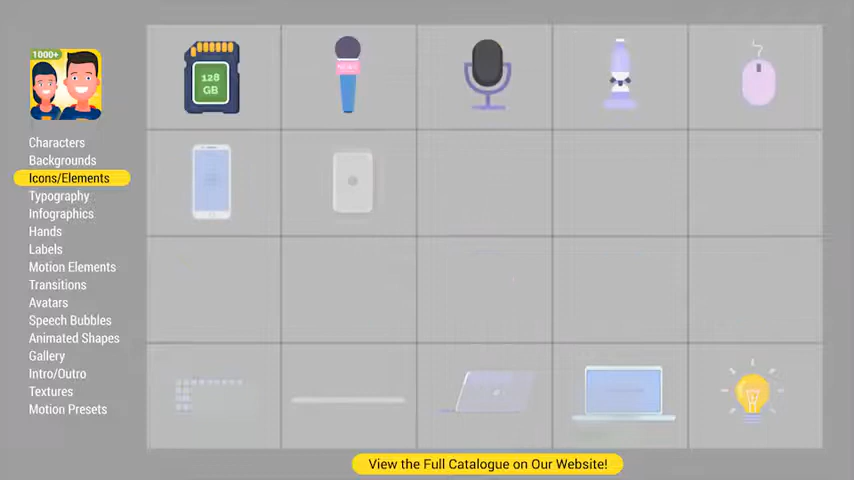 1000+
Characters
Backgrounds
Icons/Elements
Typography
Infographics
Hands
Labels
Motion Elements
Transitions
Avatars
Speech Bubbles
Animated Shapes
Gallery
Intro/Outro
Textures
Motion Presets
128
GB
NEWS
View the Full Catalogue on Our Website!